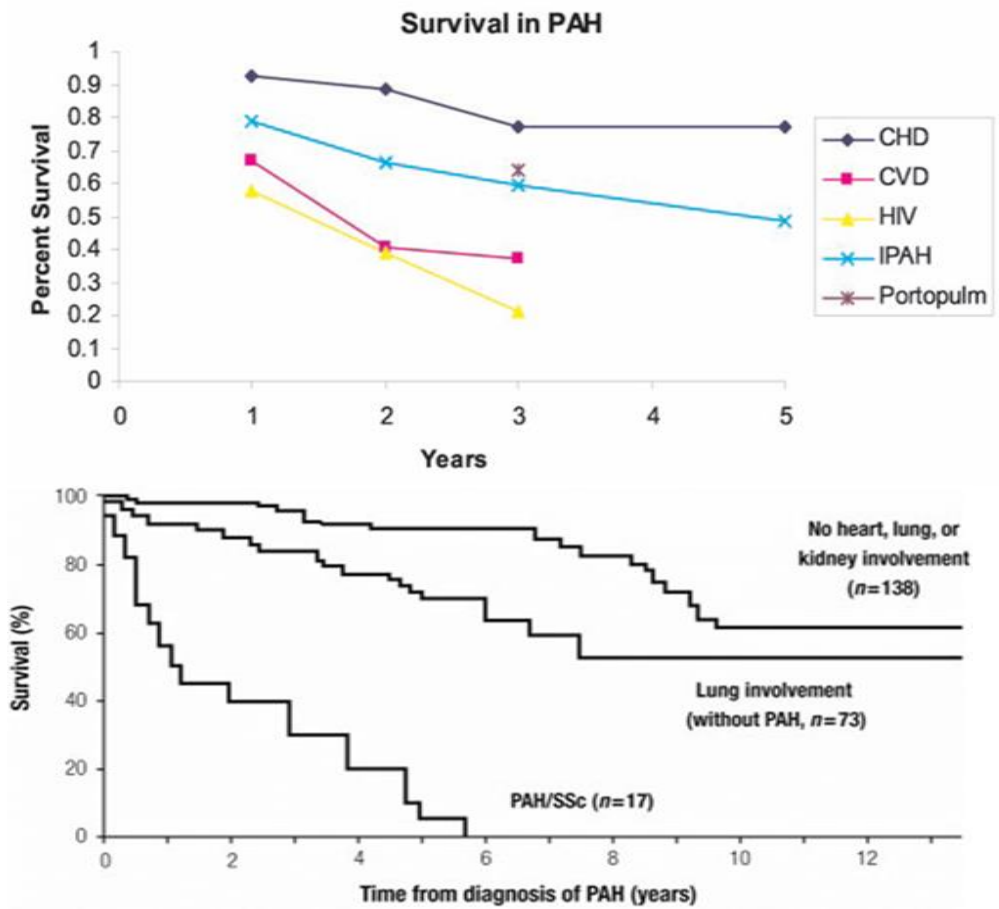 Survival in PAH
1
0.9
0.8
0.7
0.6
0.5
0.4
0.3
0.2
0.1
0
Percent Survival
0 1 2 3 4 5
Years
CHD
CVD
HIV
IPAH
Portopulm
100
80
60
40
20
0
Survival (%)
No heart, lung, or
kidney involvement
(n=138)
Lung involvement
(without PAH, n=73)
PAH/SSc (n=17)
0 2 4 6 8 10 12
Time from diagnosis of PAH (years)